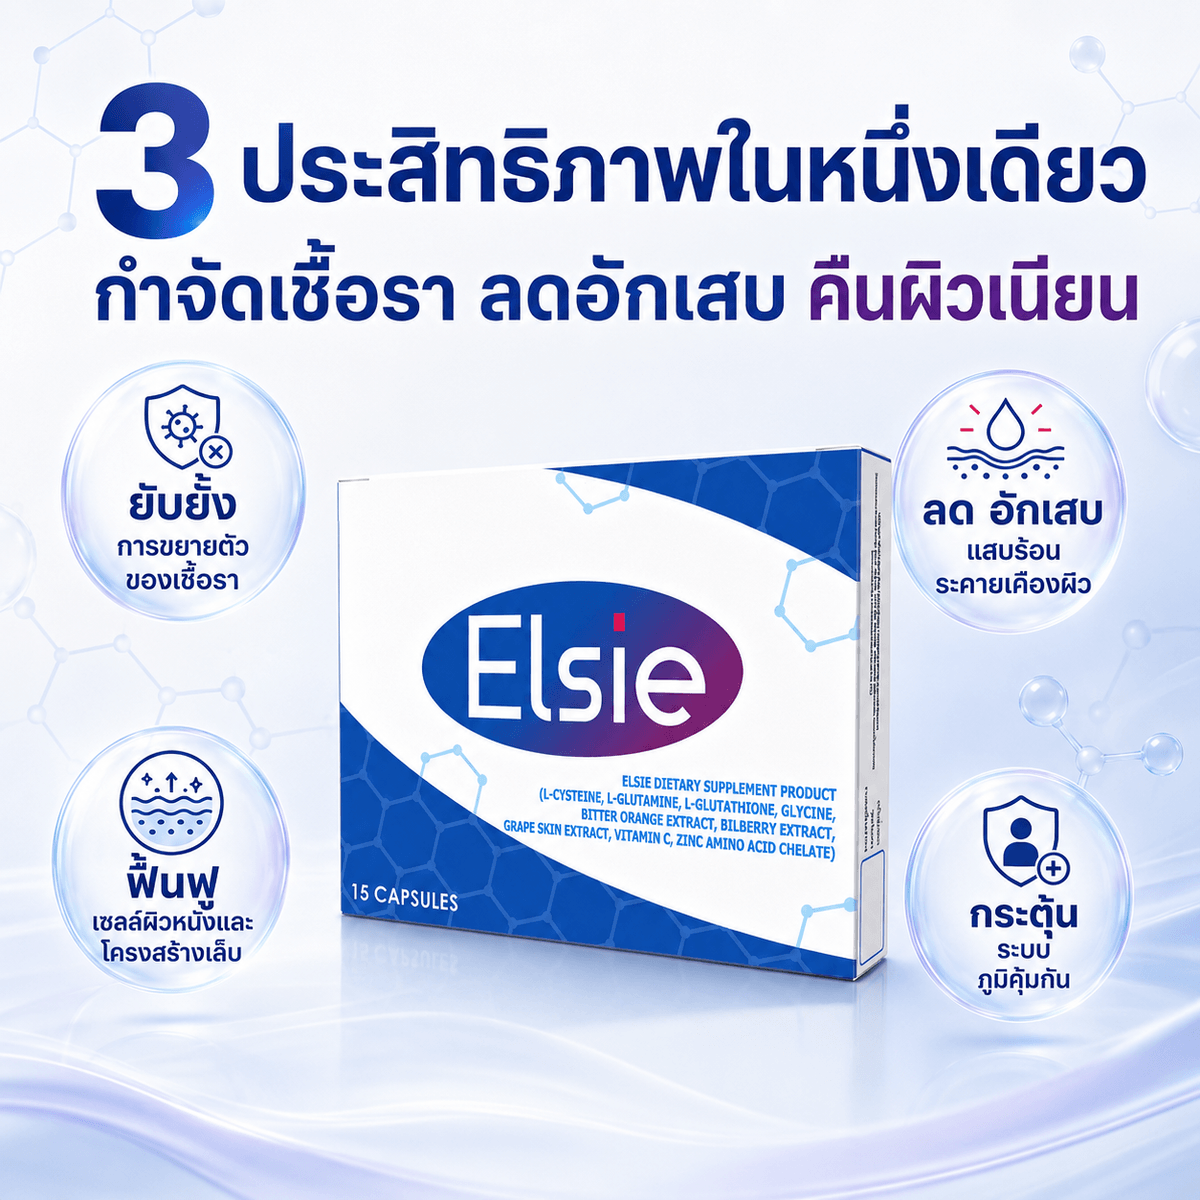 3 ประสิทธิภาพในหนึ่งเดียว
กำจัดเชื้อรา ลดอักเสบ คืนผิวเนียน
ยับยั้ง
การขยายตัว
ของเชื้อรา
ลด อักเสบ
แสบร้อน
ระคายเคืองผิว
Elsie
ELSIE DIETARY SUPPLEMENT PRODUCT
(L-CYSTEINE, L-GLUTAMINE, L-GLUTATHIONE, GLYCINE,
BITTER ORANGE EXTRACT, BILBERRY EXTRACT,
GRAPE SKIN EXTRACT, VITAMIN C, ZINC AMINO ACID CHELATE)
15 CAPSULES
ฟื้นฟู
เซลล์ผิวหนังและ
โครงสร้างเล็บ
กระตุ้น
ระบบ
ภูมิคุ้มกัน